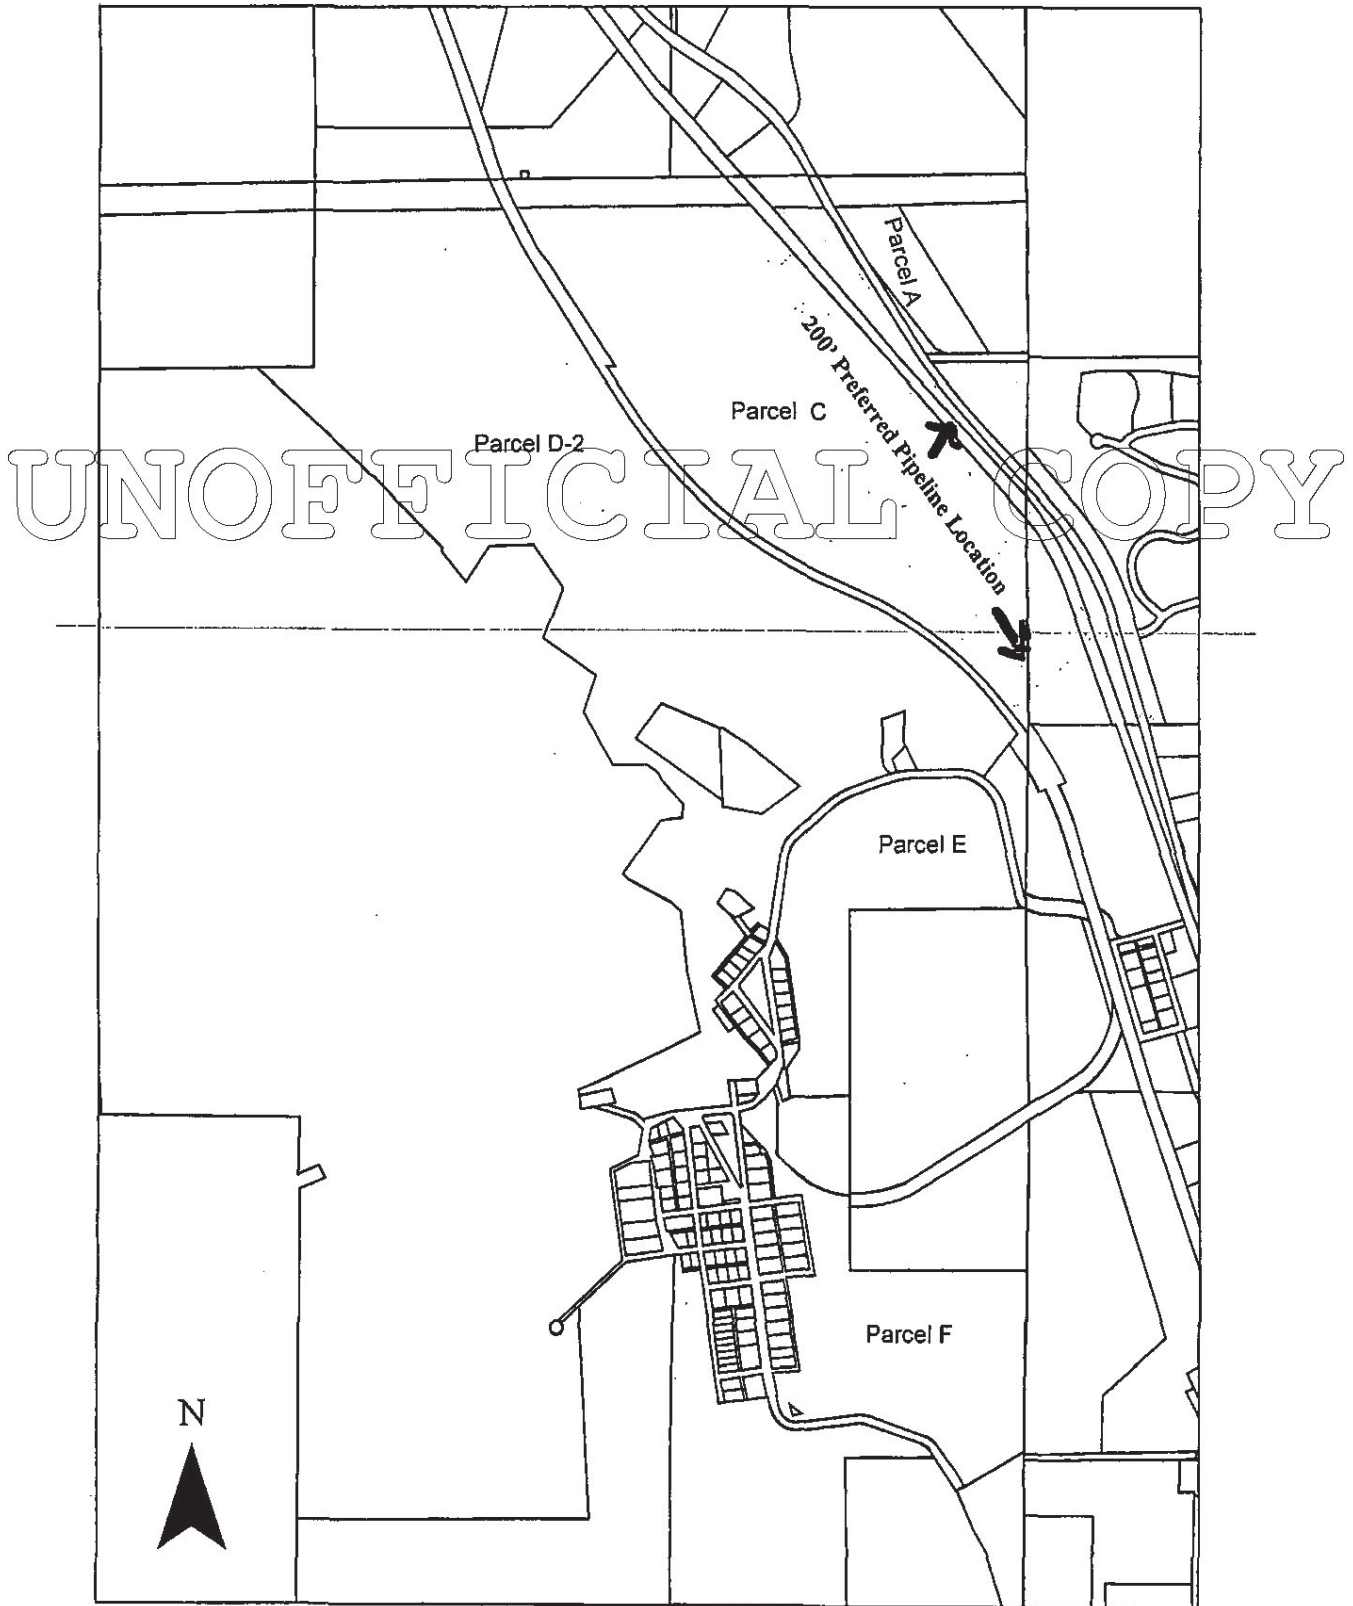 Parcel A
200' Preferred Pipeline Location
Parcel C
Parcel D-2
UNOFFICIAL COPY
Parcel E
Parcel F
N